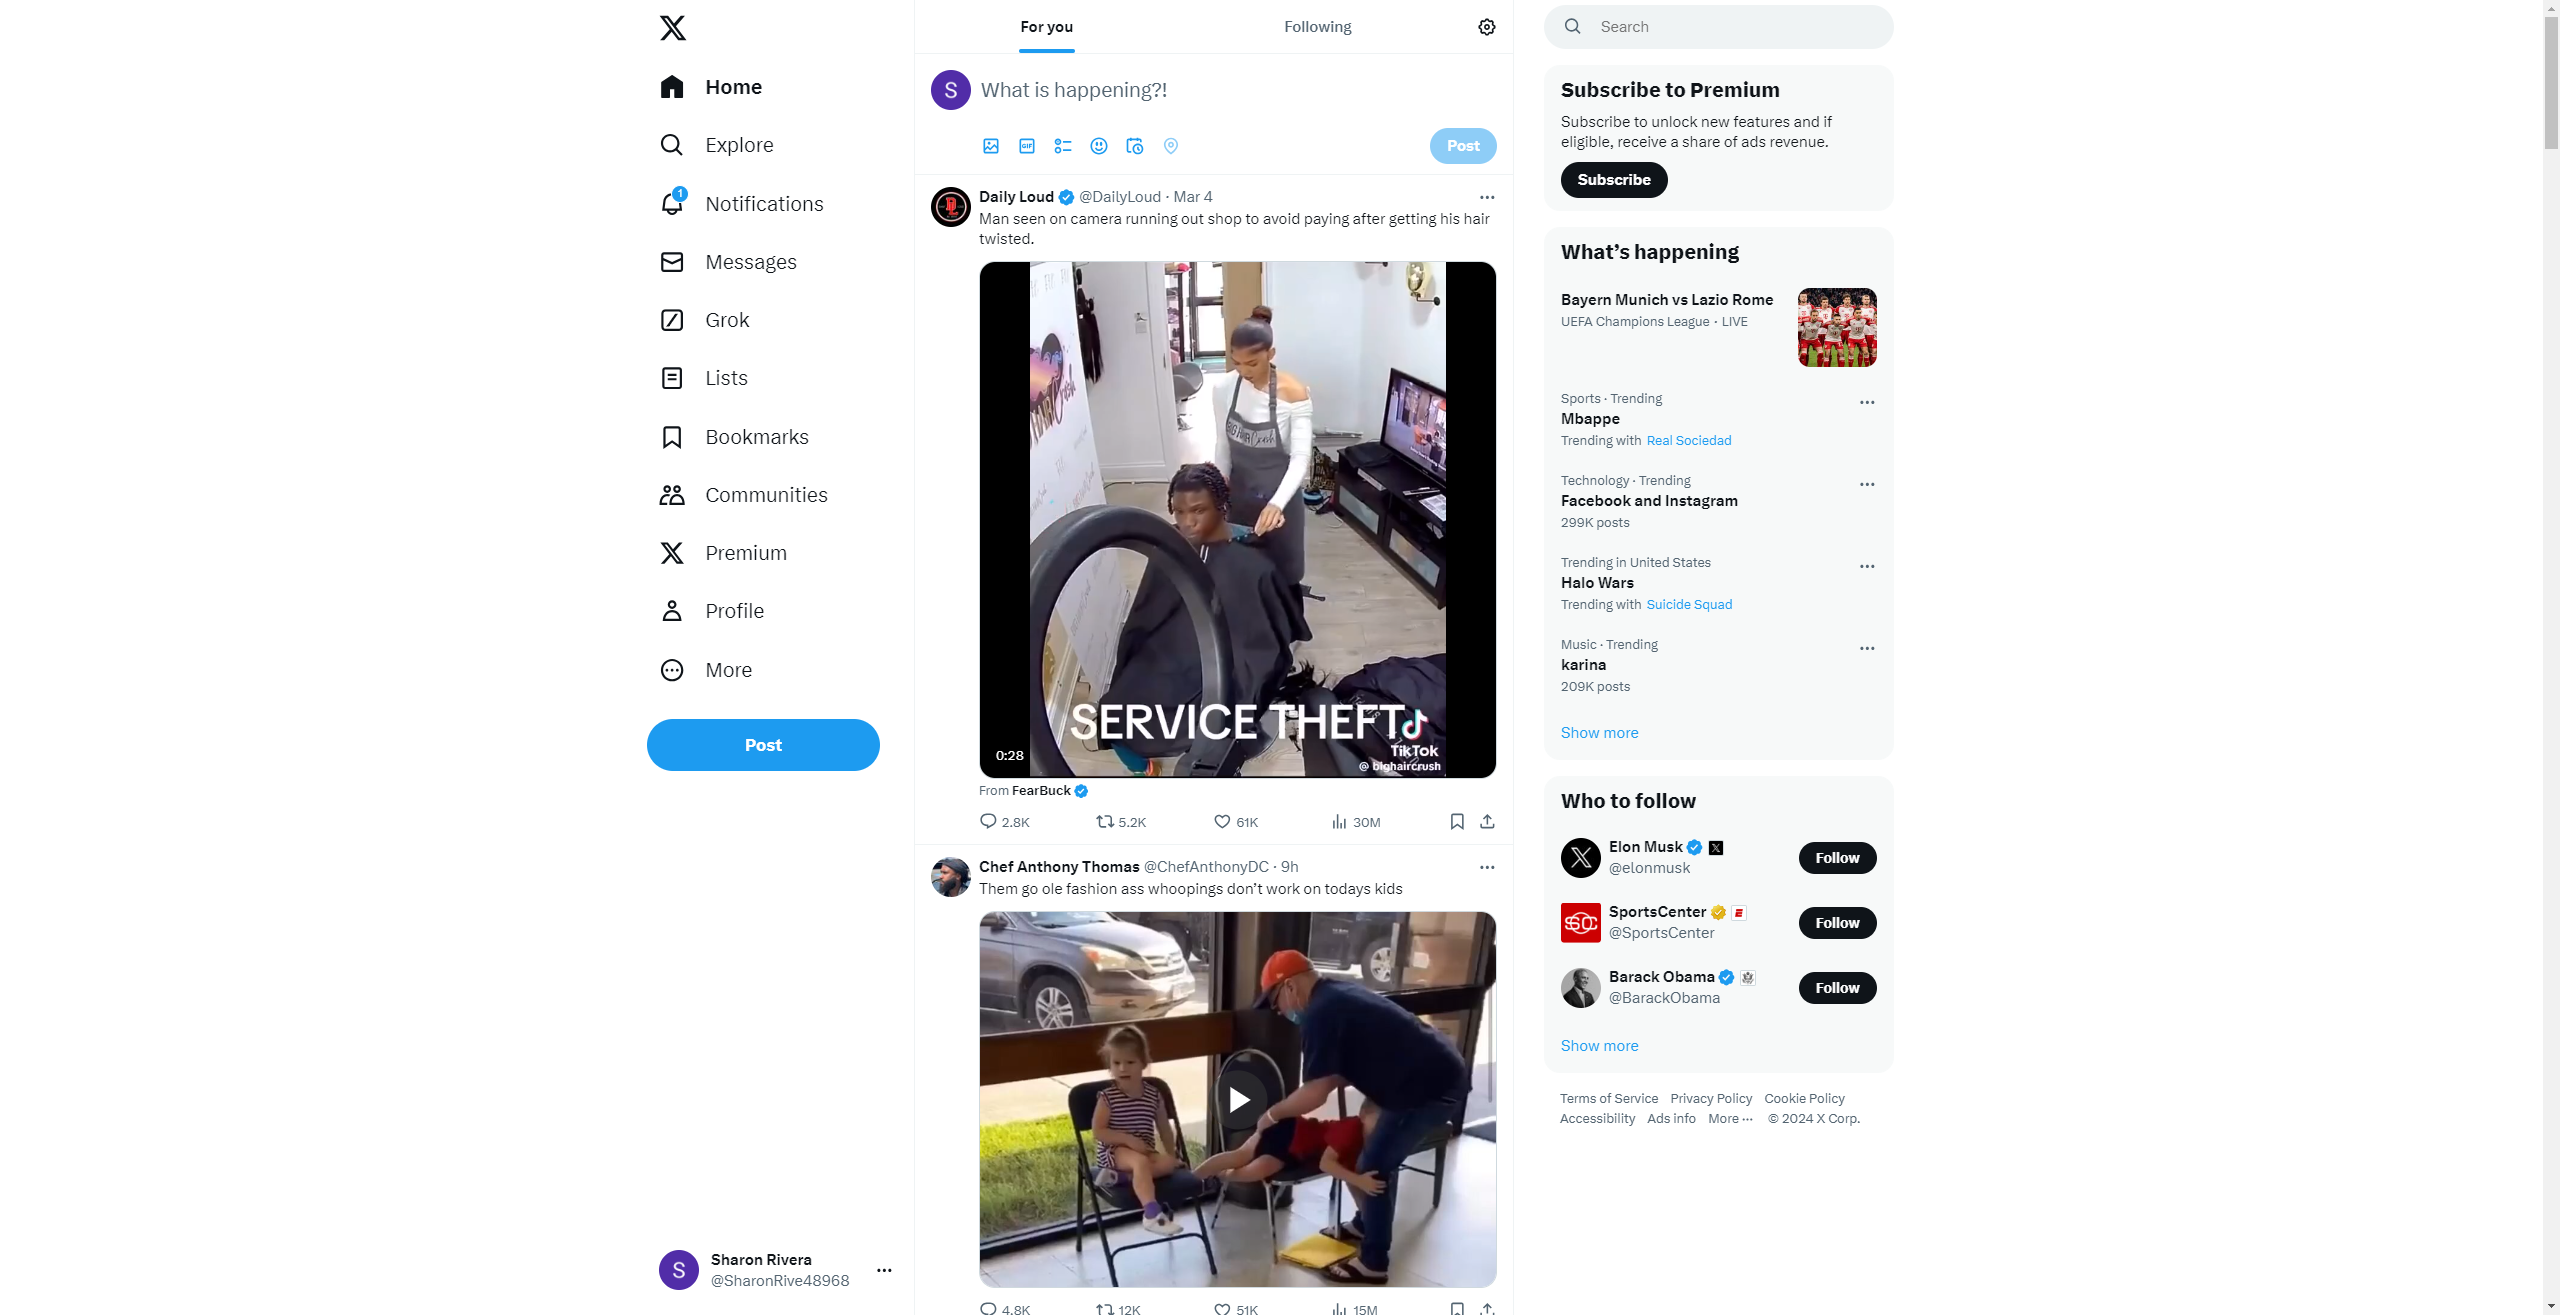 Home
Explore
1
Notifications
Messages
Grok
Lists
Bookmarks
Communities
Premium
Profile
More
Post
S
Sharon Rivera
@SharonRive48968
For you
Following
S
What is happening?!
GIF
Post
Daily Loud @DailyLoud · Mar 4
Man seen on camera running out shop to avoid paying after getting his hair
twisted.
SERVICE THEFT
TikTok
@ bighaircrush
0:28
From FearBuck
2.8K
5.2K
61K
30M
Chef Anthony Thomas @ChefAnthonyDC · 9h
Them go ole fashion ass whoopings don’t work on todays kids
4.8K
12K
51K
15M
Search
Subscribe to Premium
Subscribe to unlock new features and if
eligible, receive a share of ads revenue.
Subscribe
What’s happening
Bayern Munich vs Lazio Rome
UEFA Champions League · LIVE
Sports · Trending
Mbappe
Trending with Real Sociedad
Technology · Trending
Facebook and Instagram
299K posts
Trending in United States
Halo Wars
Trending with Suicide Squad
Music · Trending
karina
209K posts
Show more
Who to follow
Elon Musk
@elonmusk
Follow
SC
SportsCenter
@SportsCenter
Follow
Barack Obama
@BarackObama
Follow
Show more
Terms of Service Privacy Policy Cookie Policy
Accessibility Ads info More ··· © 2024 X Corp.